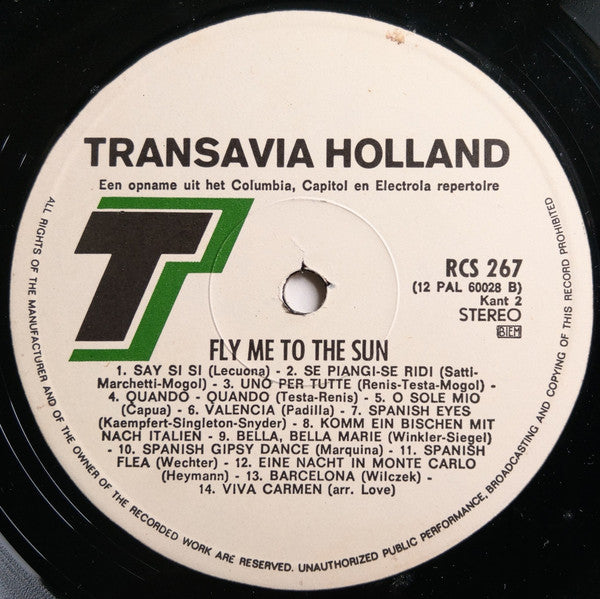 TRANSAVIA HOLLAND
Een opname uit het Columbia, Capitol en Electrola repertoire
T
RCS 267
(12 PAL 60028 B)
Kant 2
STEREO
BIEM
FLY ME TO THE SUN
1. SAY SI SI (Lecuona) - 2. SE PIANGI-SE RIDI (Satti-
Marchetti-Mogol) - 3. UNO PER TUTTE (Renis-Testa-Mogol) -
4. QUANDO - QUANDO (Testa-Renis) - 5. O SOLE MIO
(Capua) - 6. VALENCIA (Padilla) - 7. SPANISH EYES
(Kaempfert-Singleton-Snyder) - 8. KOMM EIN BISCHEN MIT
NACH ITALIEN - 9. BELLA, BELLA MARIE (Winkler-Siegel)
- 10. SPANISH GIPSY DANCE (Marquina) - 11. SPANISH
FLEA (Wechter) - 12. EINE NACHT IN MONTE CARLO
(Heymann) - 13. BARCELONA (Wilczek) -
14. VIVA CARMEN (arr. Love)
ALL RIGHTS OF THE MANUFACTURER AND OF THE OWNER OF THE RECORDED WORK ARE RESERVED. UNAUTHORIZED PUBLIC PERFORMANCE, BROADCASTING AND COPYING OF THIS RECORD PROHIBITED